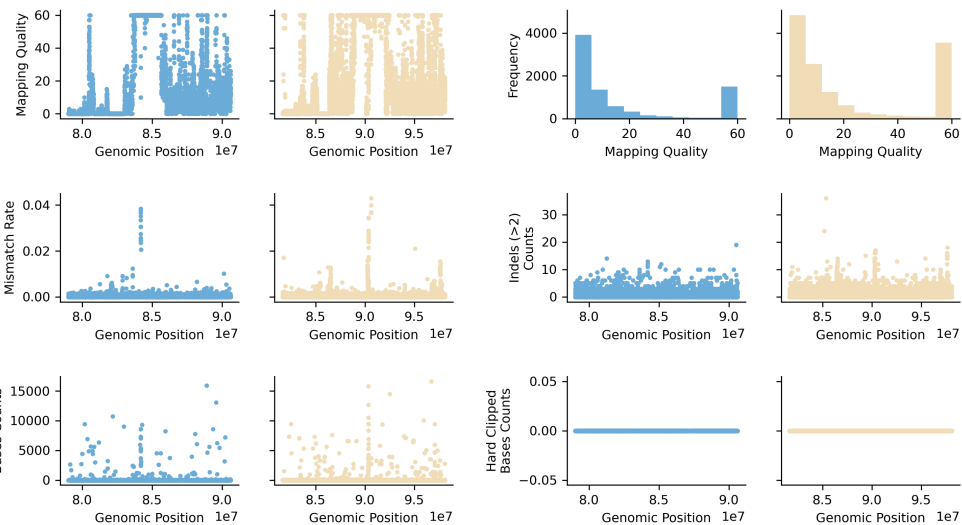 60
40
20
0
Mapping Quality
8.0 8.5 9.0
Genomic Position 1e7
8.5 9.0 9.5
Genomic Position 1e7
4000
2000
0
Frequency
0 20 40 60
Mapping Quality
0 20 40 60
Mapping Quality
0.04
0.02
0.00
Mismatch Rate
8.0 8.5 9.0
Genomic Position 1e7
8.5 9.0 9.5
Genomic Position 1e7
30
20
10
0
Indels (>2)
Counts
8.0 8.5 9.0
Genomic Position 1e7
8.5 9.0 9.5
Genomic Position 1e7
15000
10000
5000
0
8.0 8.5 9.0
Genomic Position 1e7
8.5 9.0 9.5
Genomic Position 1e7
0.05
0.00
−0.05
Hard Clipped
Bases Counts
8.0 8.5 9.0
Genomic Position 1e7
8.5 9.0 9.5
Genomic Position 1e7